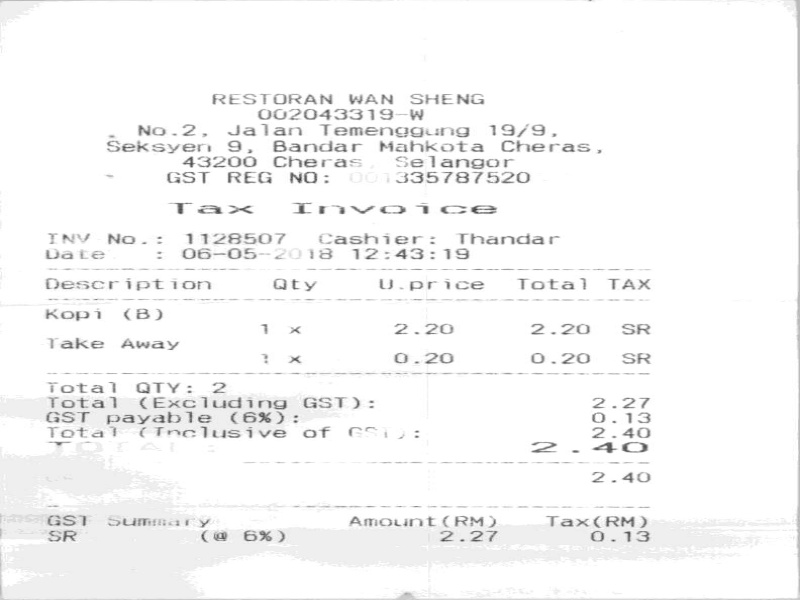 RESTORAN WAN SHENG
002043319-W
No.2, Jalan Temenggung 19/9,
Seksyen 9, Bandar Mahkota Cheras,
43200 Cheras, Selangor
GST REG NO: 001335787520
Tax Invoice
INV No.: 1128507 Cashier: Thandar
Date : 06-05-2018 12:43:19
Description Qty U.price Total TAX
Kopi (B)
1 x 2.20 2.20 SR
Take Away
1 x 0.20 0.20 SR
Total QTY: 2
Total (Excluding GST): 2.27
GST payable (6%): 0.13
Total (Inclusive of GST): 2.40
TOTAL : 2.40
2.40
GST Summary Amount(RM) Tax(RM)
SR (@ 6%) 2.27 0.13